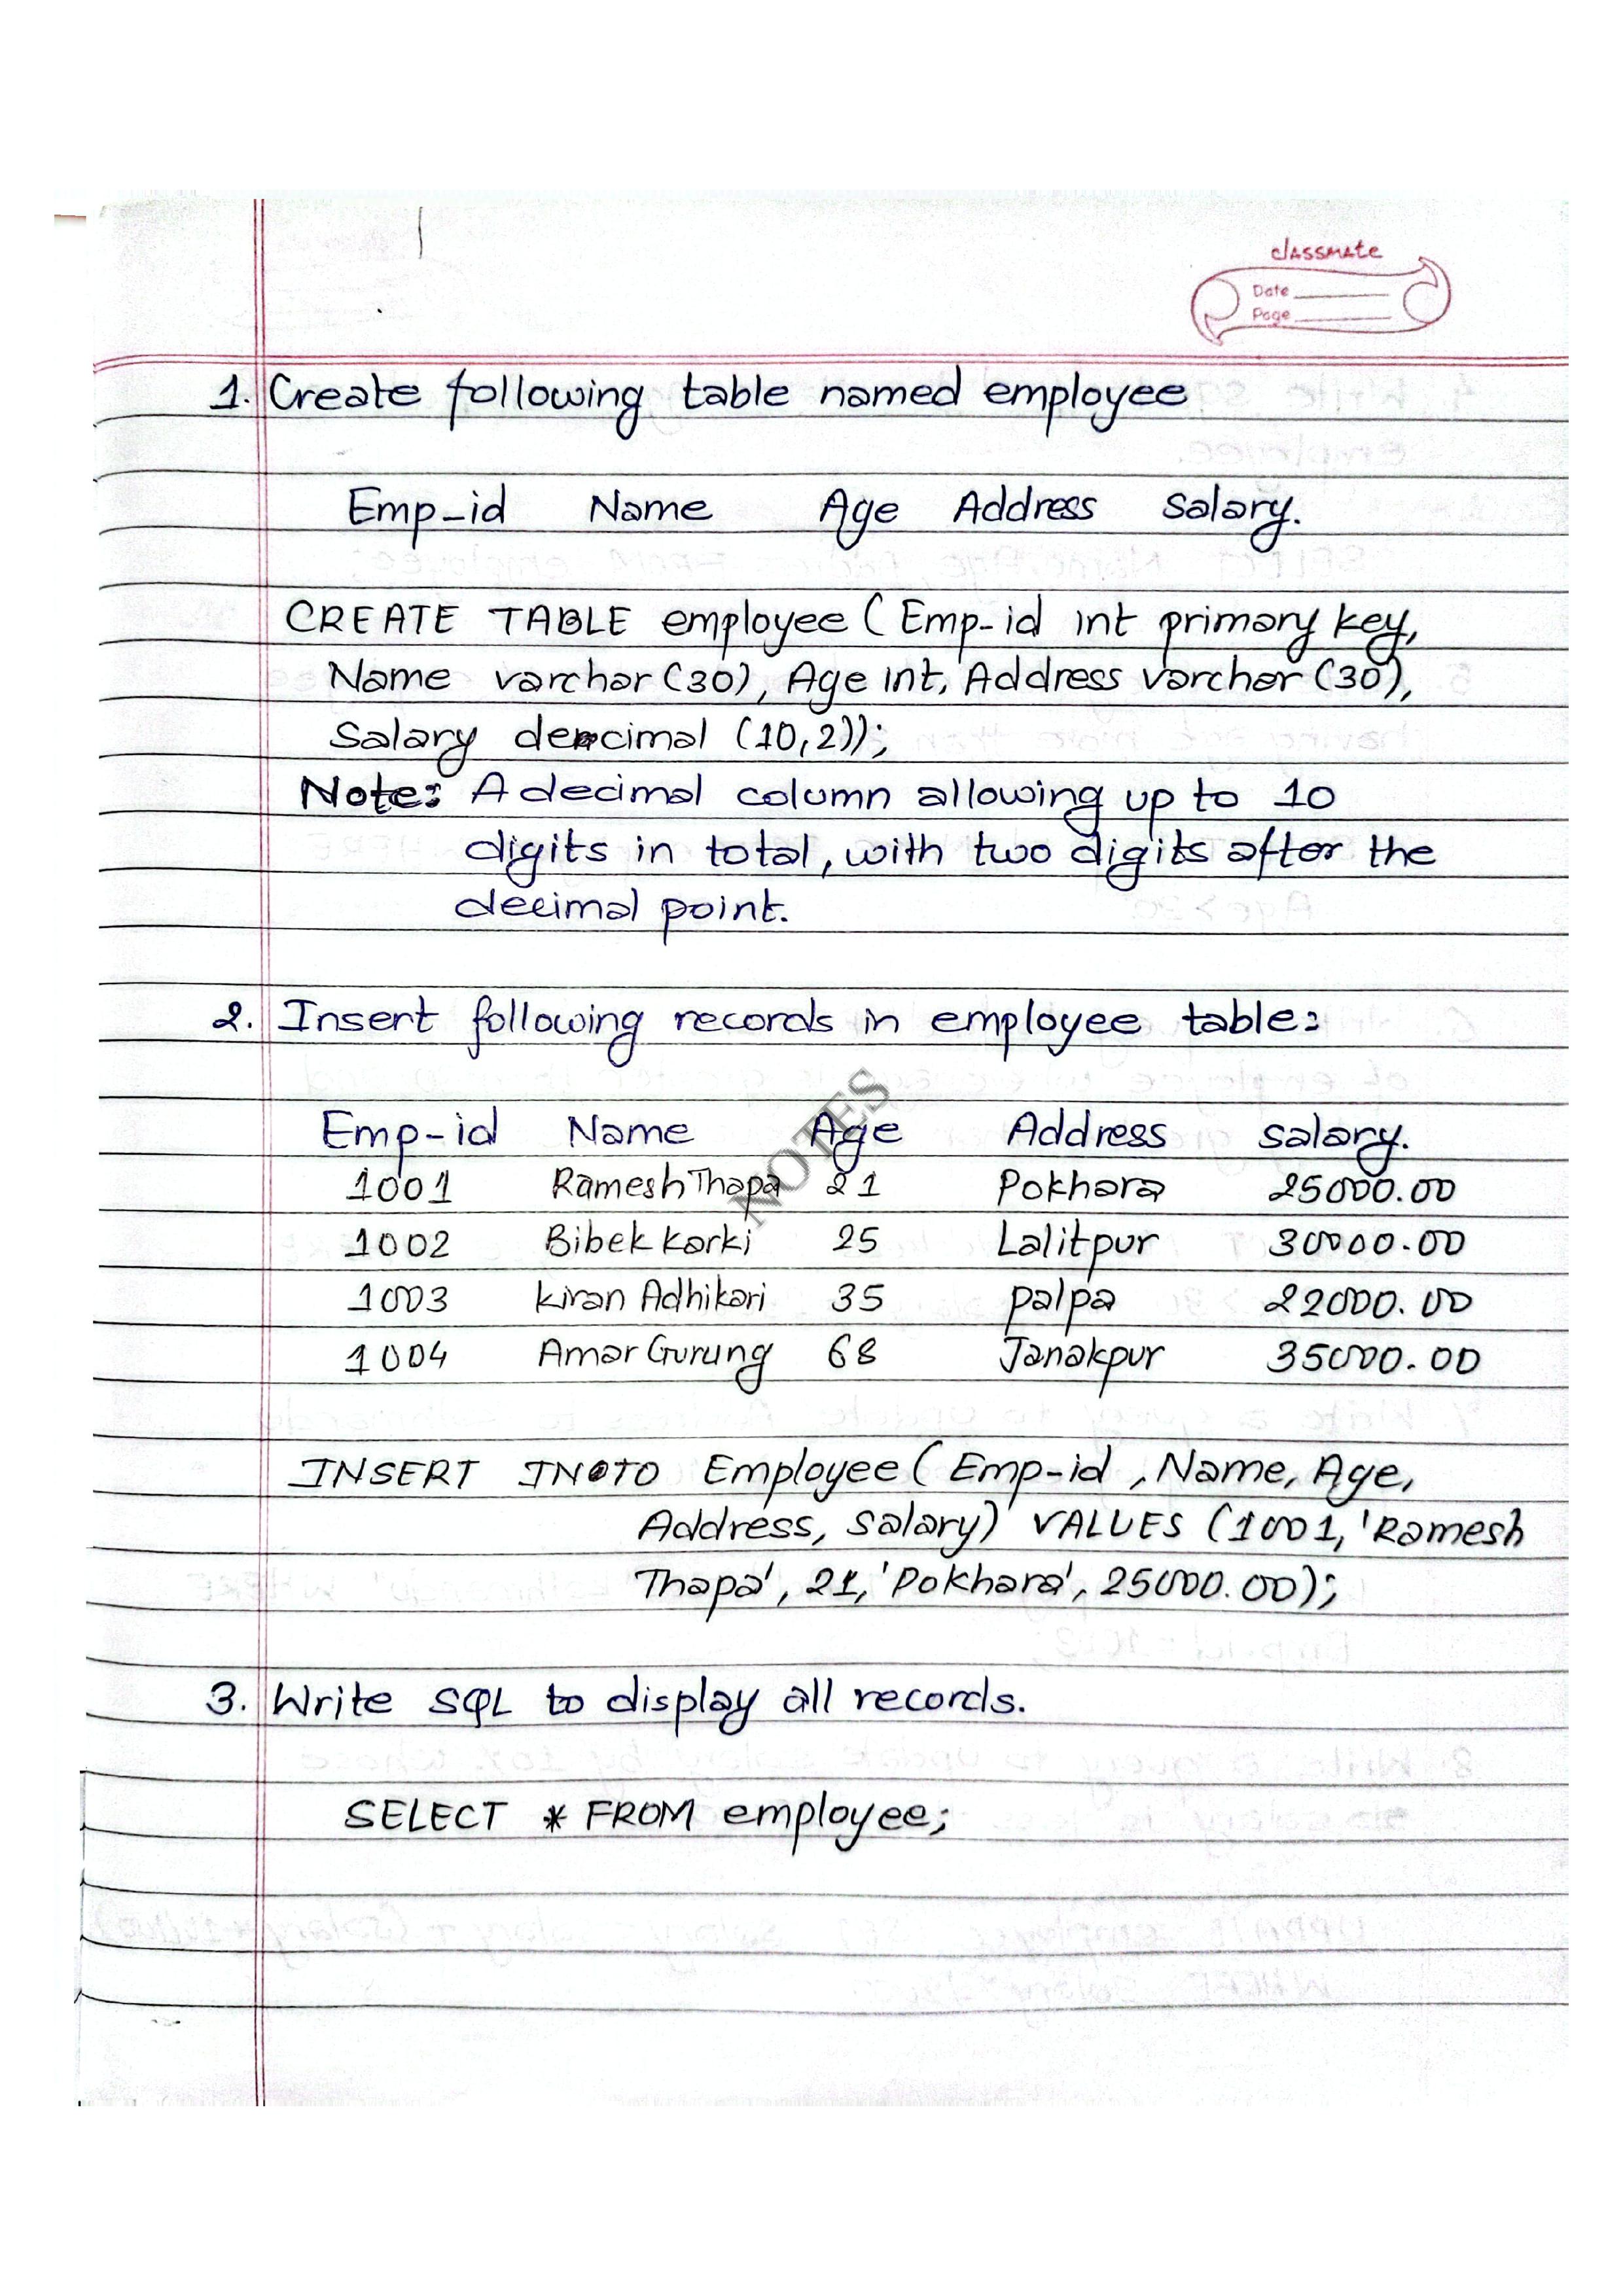 classmate
Date
Page
1. Create following table named employee
Emp-id Name Age Address salary.
CREATE TABLE employee (Emp-id int primary key,
Name varchar (30), Age int, Address varchar (30),
Salary decimal (10,2));
Note: A decimal column allowing up to 10
digits in total, with two digits after the
decimal point.
2. Insert following records in employee table:
Emp-id Name Age Address salary.
1001 Ramesh Thapa 21 Pokhara 25000.00
1002 Bibek karki 25 Lalitpur 30000.00
1003 kiran Adhikari 35 palpa 22000.00
1004 Amar Gurung 68 Janakpur 35000.00
NOTES
INSERT INTO Employee (Emp-id, Name, Age,
Address, salary) VALUES (1001, 'Ramesh
Thapa', 21, 'Pokhara', 25000.00);
3. Write SQL to display all records.
SELECT * FROM employee;